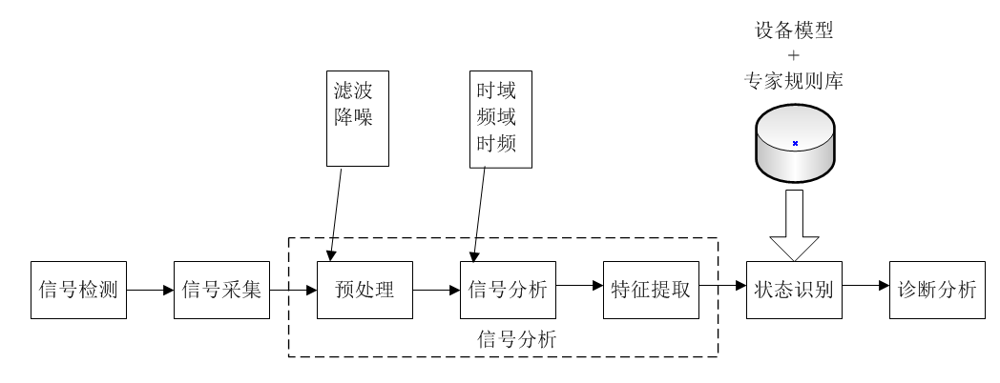 设备模型
+
专家规则库
滤波
降噪
时域
频域
时频
信号检测
信号采集
预处理
信号分析
特征提取
状态识别
诊断分析
信号分析